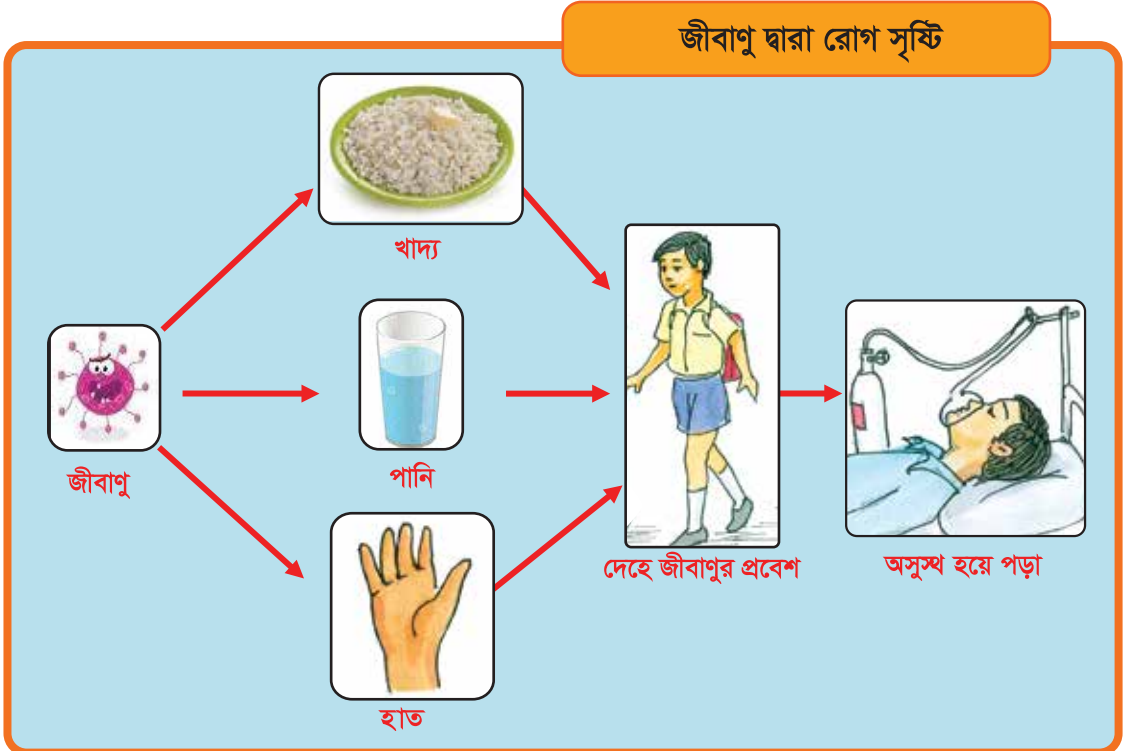 জীবাণু দ্বারা রোগ সৃষ্টি
খাদ্য
জীবাণু
পানি
হাত
দেহে জীবাণুর প্রবেশ
অসুস্থ হয়ে পড়া